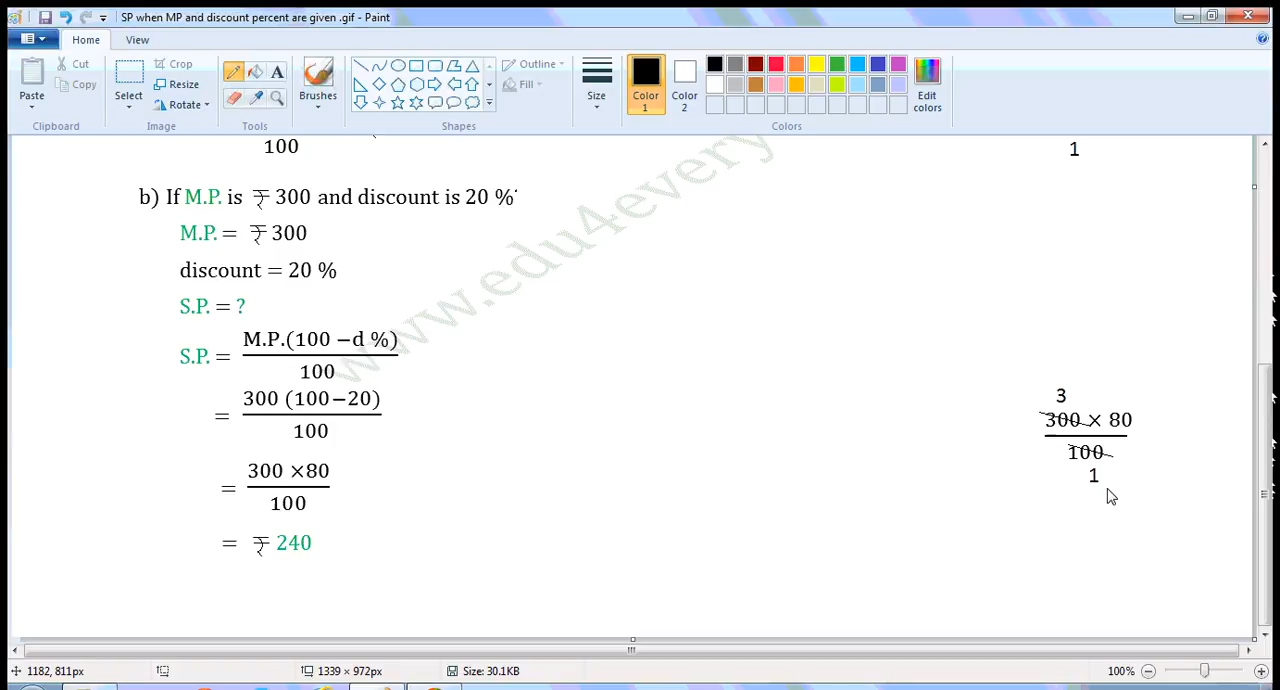 SP when MP and discount percent are given .gif - Paint
Home View
Paste
Cut
Copy
Clipboard
Select
Crop
Resize
Rotate
Image
A
Tools
Brushes
Outline
Fill
Shapes
Size
Color 1
Color 2
Edit colors
Colors
100
1
b) If M.P. is ₹ 300 and discount is 20 %
M.P. = ₹ 300
discount = 20 %
S.P. = ?
S.P. = M.P.(100 −d %)
100
= 300 (100−20)
100
= 300 ×80
100
= ₹ 240
3
300 × 80
100
1
www.edu4every
1182, 811px
1339 × 972px
Size: 30.1KB
100%